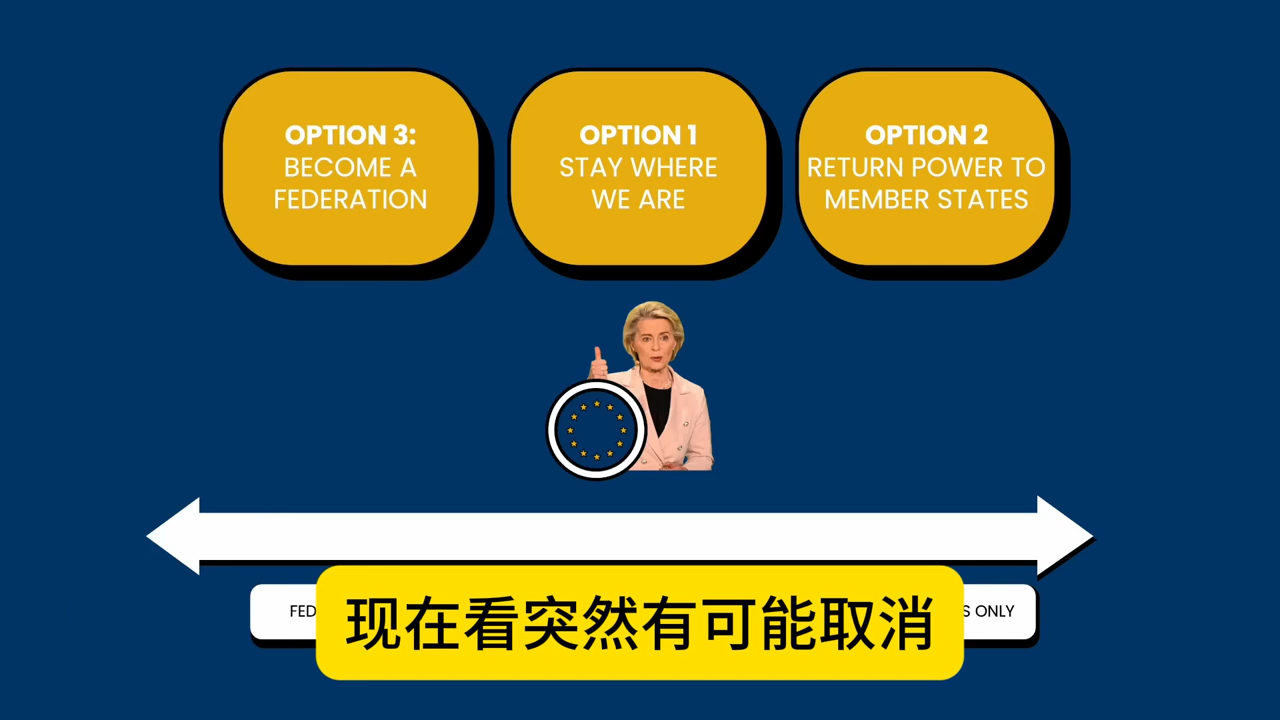 OPTION 3:
BECOME A
FEDERATION
OPTION 1
STAY WHERE
WE ARE
OPTION 2
RETURN POWER TO
MEMBER STATES
ONLY
现在看突然有可能取消